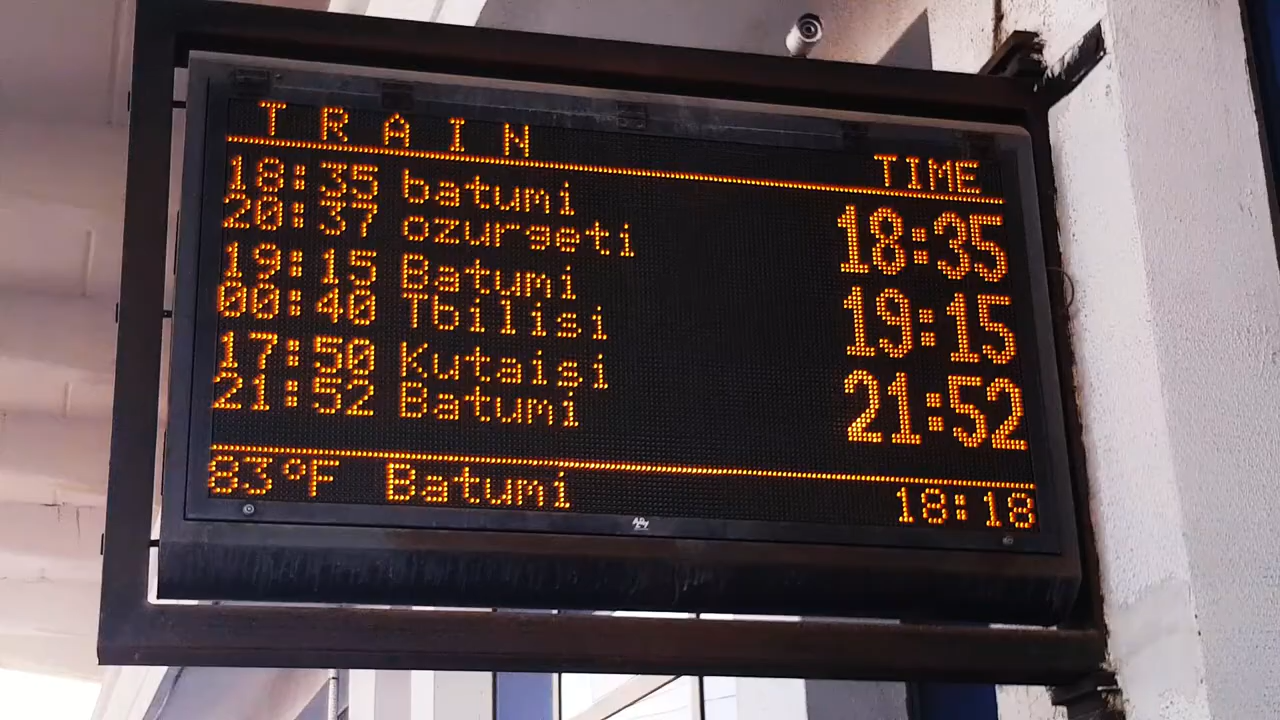 TRAIN TIME
18:35 batumi 18:35
20:37 ozurgeti
19:15 Batumi 19:15
00:40 Tbilisi
17:50 Kutaisi 21:52
21:52 Batumi
83°F Batumi 18:18